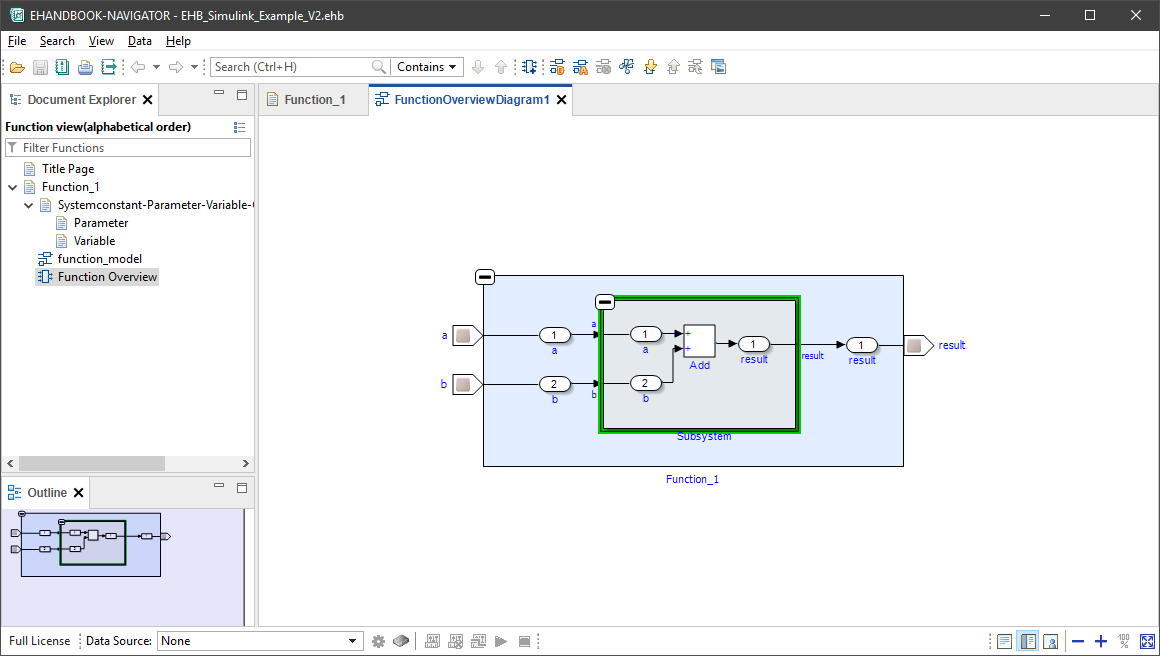 EHANDBOOK-NAVIGATOR - EHB_Simulink_Example_V2.ehb
File Search View Data Help
Search (Ctrl+H) Contains
Document Explorer
Function_1 FunctionOverviewDiagram1
Function view(alphabetical order)
Filter Functions
Title Page
Function_1
Systemconstant-Parameter-Variable-
Parameter
Variable
function_model
Function Overview
a 1 a a 1 a + + Add 1 result result 1 result result
b 2 b b 2 b
Subsystem
Function_1
Outline
Full License Data Source: None
100 %